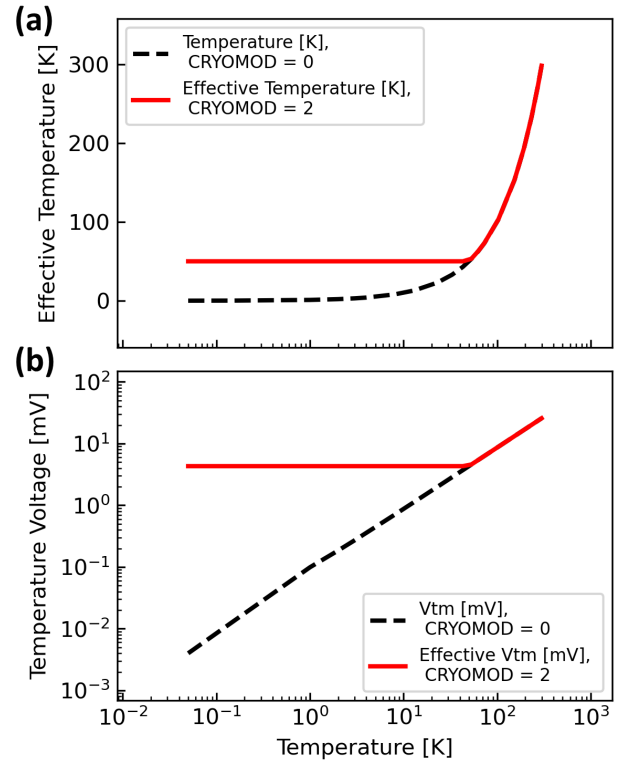 (a)
Effective Temperature [K]
300
200
100
0
Temperature [K],
CRYOMOD = 0
Effective Temperature [K],
CRYOMOD = 2
(b)
Temperature Voltage [mV]
10²
10¹
10⁰
10⁻¹
10⁻²
10⁻³
Vtm [mV],
CRYOMOD = 0
Effective Vtm [mV],
CRYOMOD = 2
10⁻² 10⁻¹ 10⁰ 10¹ 10² 10³
Temperature [K]